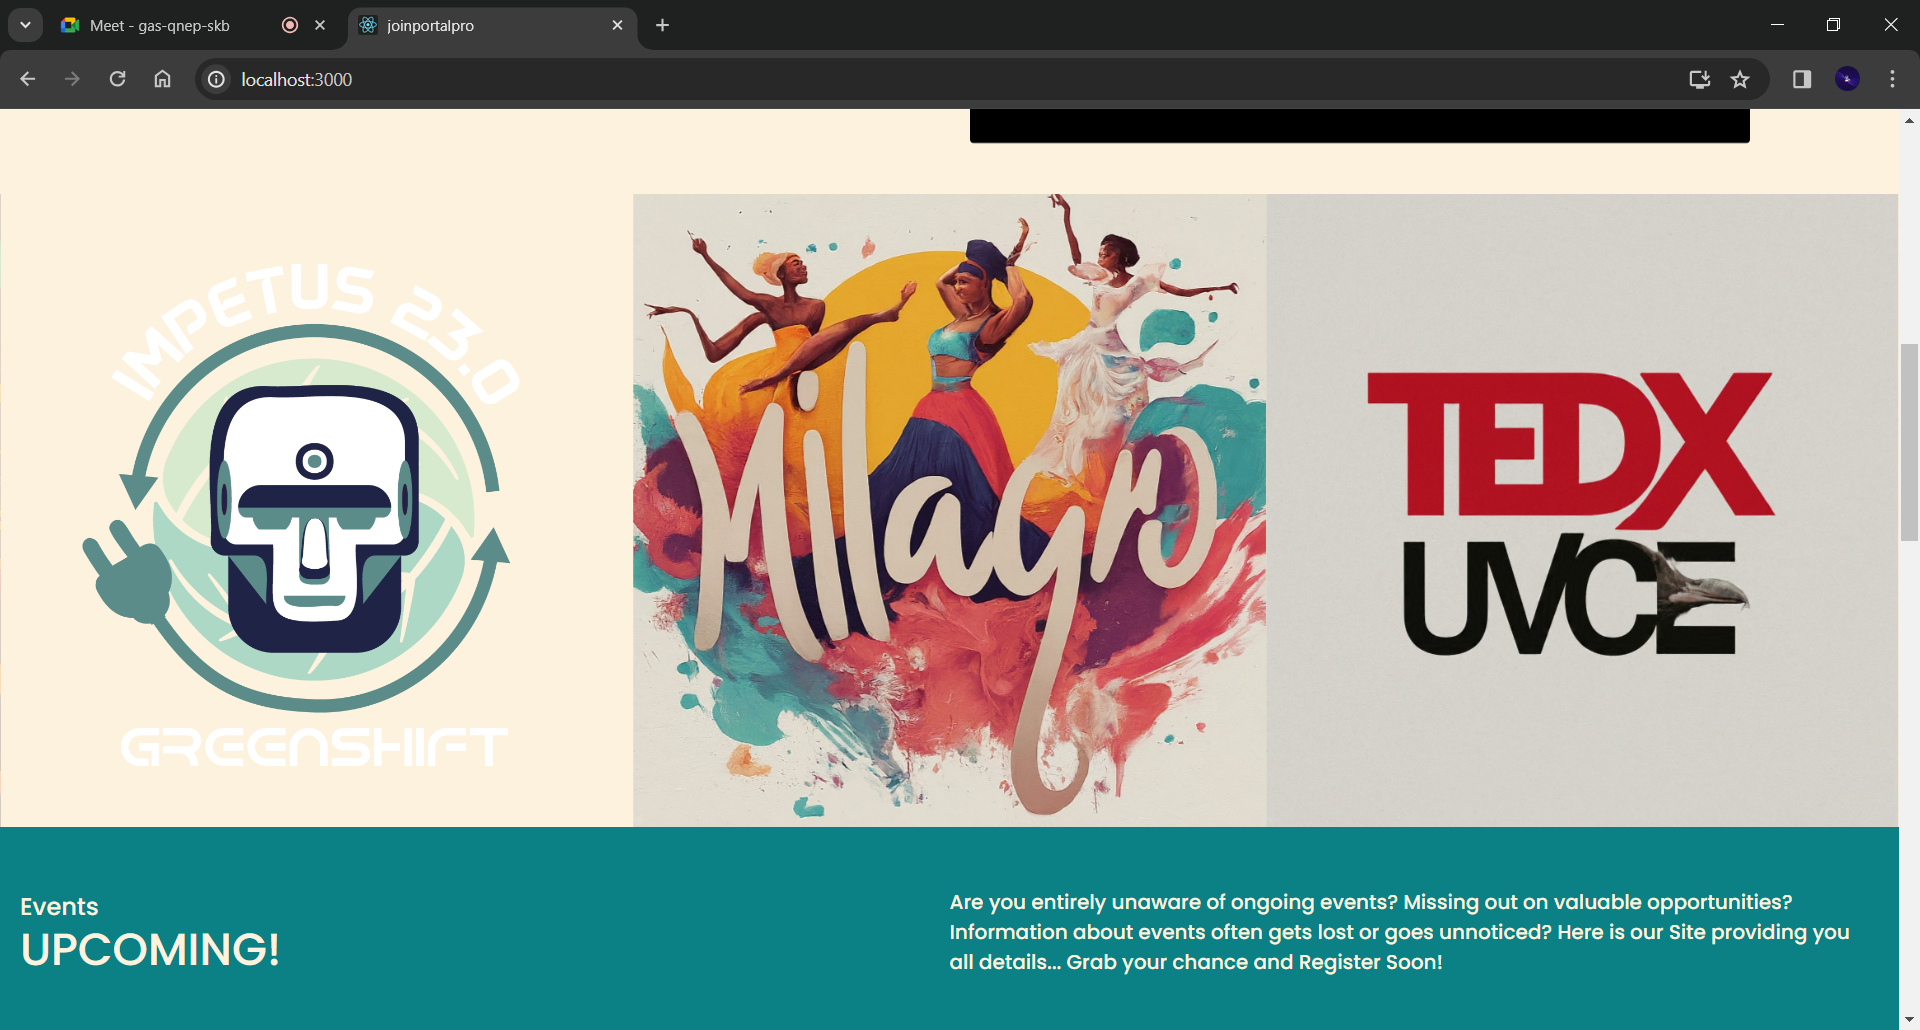 Meet - gas-qnep-skb
joinportalpro
localhost:3000
IMPETUS 23.0
GREENSHIFT
Milagro
TEDX
UVCE
Events
UPCOMING!
Are you entirely unaware of ongoing events? Missing out on valuable opportunities?
Information about events often gets lost or goes unnoticed? Here is our Site providing you
all details... Grab your chance and Register Soon!